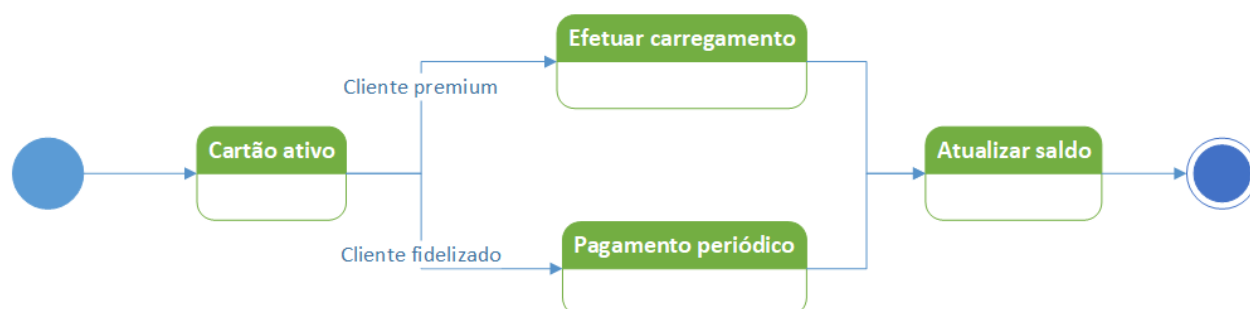 Efetuar carregamento
Cliente premium
Cartão ativo
Atualizar saldo
Cliente fidelizado
Pagamento periódico